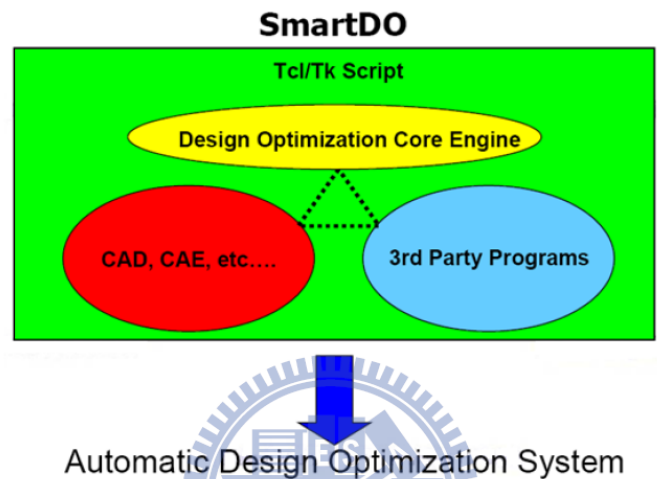 SmartDO
Tcl/Tk Script
Design Optimization Core Engine
CAD, CAE, etc....
3rd Party Programs
Automatic Design Optimization System